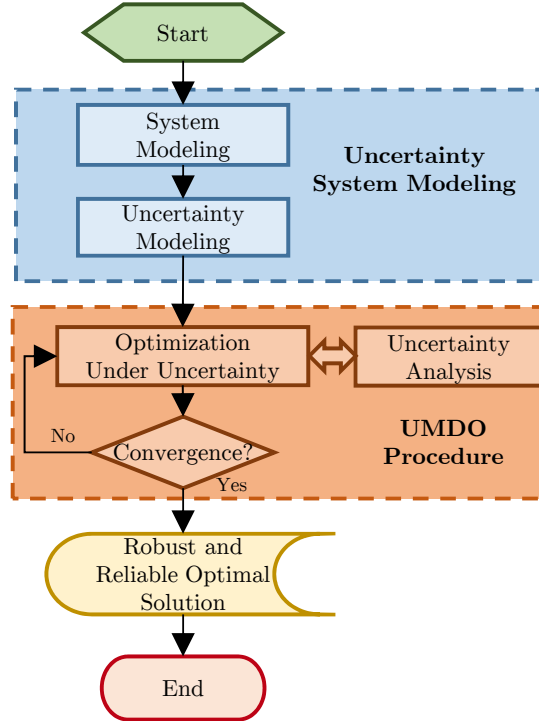 Start
System
Modeling
Uncertainty
System Modeling
Uncertainty
Modeling
Optimization
Under Uncertainty
Uncertainty
Analysis
No
Convergence?
Yes
UMDO
Procedure
Robust and
Reliable Optimal
Solution
End